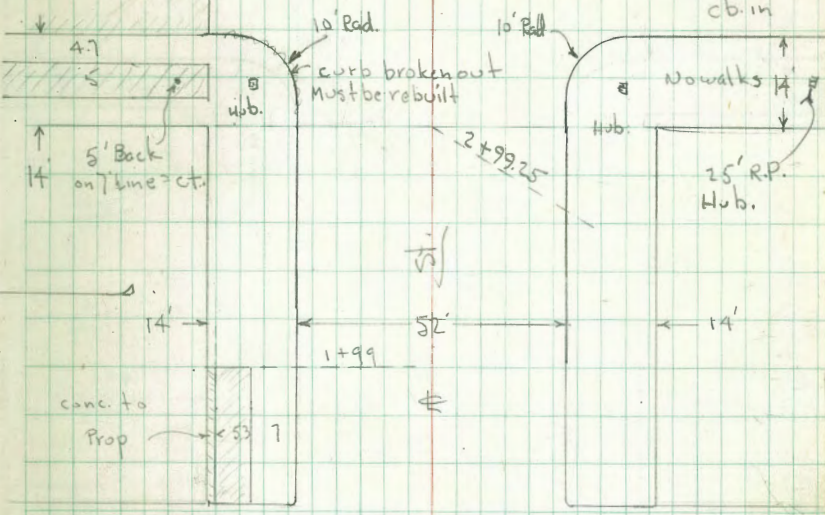 cb. in
10' Rad.
10' Rad
4.7
5
curb broken out
Must be rebuilt
Hub.
No walks 14'
Hub.
14'
5' Back
on 7' Line = ct.
2+99.25
25' R.P.
Hub.
14'
52'
14'
1+99
conc. to
Prop
5.3
7